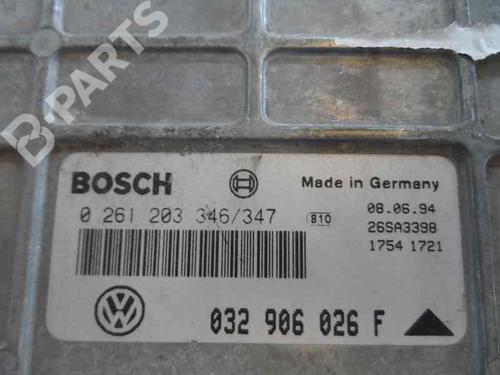 B-PARTS
BOSCH
Made in Germany
0 261 203 346/347
B10
08.06.94
26SA3398
1754 1721
032 906 026 F